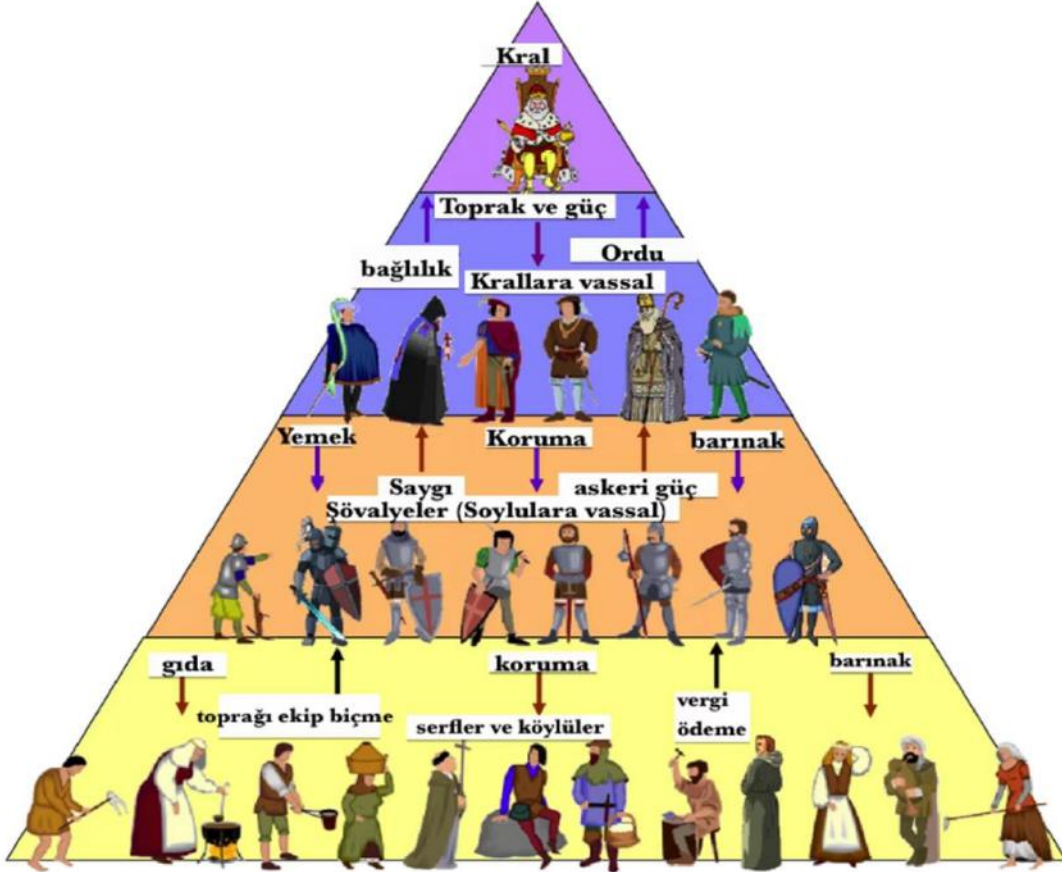 Kral
Toprak ve güç
bağlılık
Ordu
Krallara vassal
Yemek
Koruma
barınak
Saygı
askeri güç
Şövalyeler (Soylulara vassal)
gıda
koruma
barınak
toprağı ekip biçme
serfler ve köylüler
vergi
ödeme